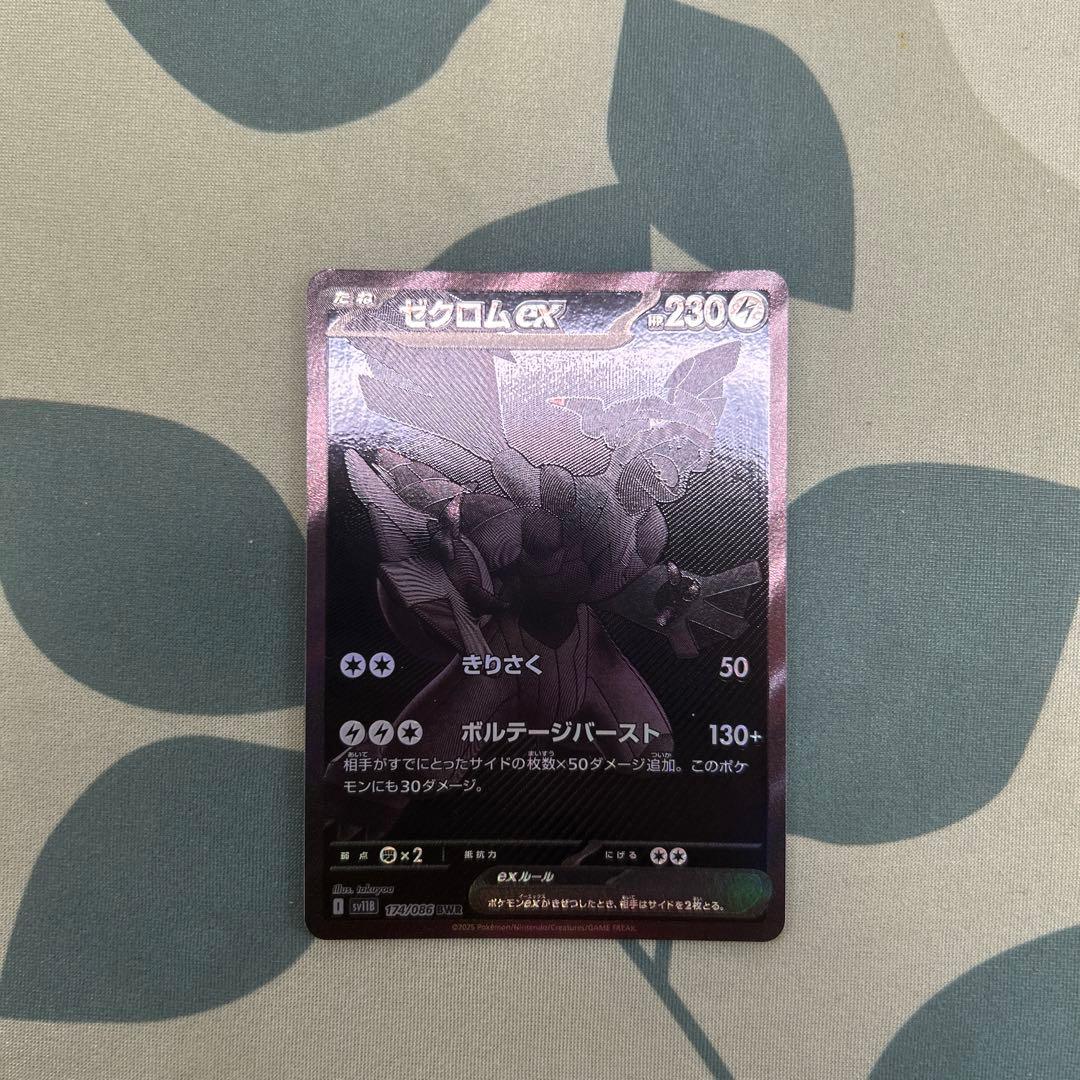 たね ゼクロムex HP230
きりさく 50
ボルテージバースト 130+
相手がすでにとったサイドの枚数×50ダメージ追加。このポケ
モンにも30ダメージ。
弱点 ×2 抵抗力 にげる
exルール
ポケモンexがきぜつしたとき、相手はサイドを2枚とる。
Illus. takuyoa
I sv11B 174/086 BWR
©2025 Pokémon/Nintendo/Creatures/GAME FREAK.